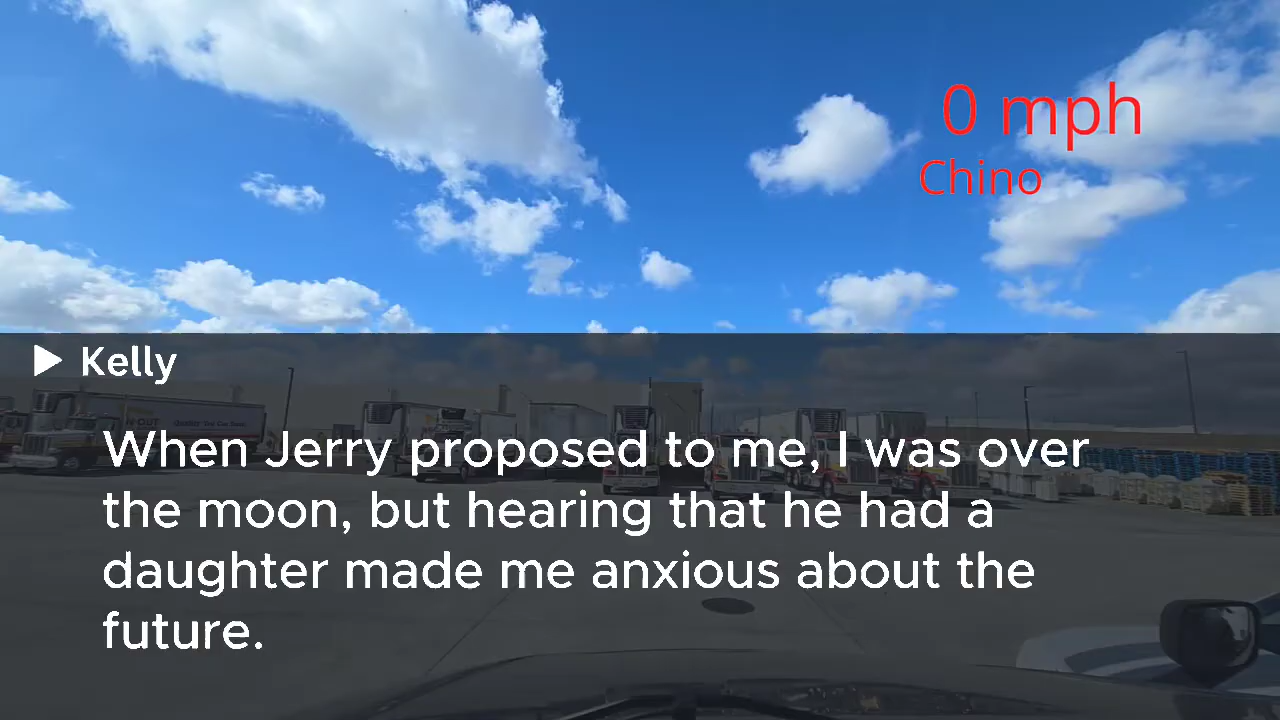 0 mph
Chino
Kelly
When Jerry proposed to me, I was over
the moon, but hearing that he had a
daughter made me anxious about the
future.